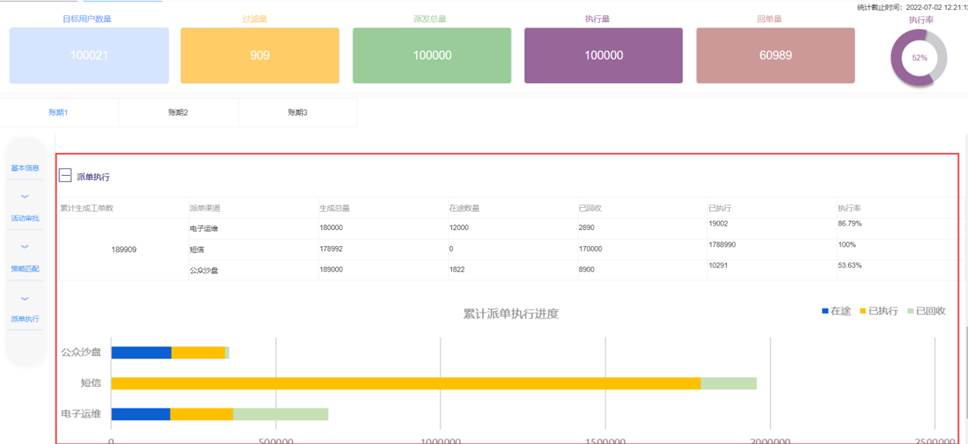 统计截止时间：2022-07-02 12:21:1
目标用户数量 过滤量 派发总量 执行量 回单量 执行率
100021 909 100000 100000 60989 52%
账期1 账期2 账期3
基本信息
活动审批
策略匹配
派单执行
派单执行
累计生成工单数 派单渠道 生成总量 在途数量 已回收 已执行 执行率
电子运维 180000 12000 2890 19002 86.79%
189909 短信 178992 0 170000 1788990 100%
公众沙盘 189000 1822 8900 10291 53.63%
累计派单执行进度
在途 已执行 已回收
公众沙盘
短信
电子运维
0 500000 1000000 1500000 2000000 2500000